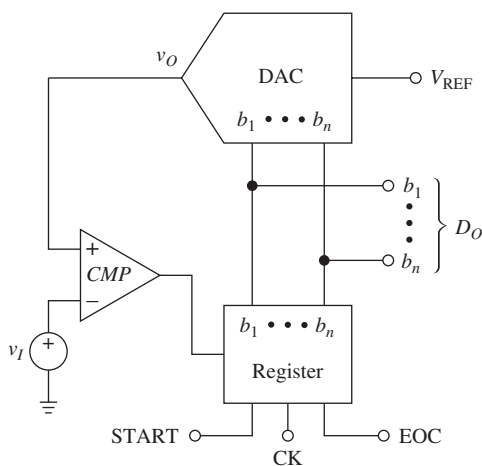 v_O
DAC
V_REF
b_1 • • • b_n
b_1
•
•
•
b_n
D_O
+
CMP
−
v_I
+
b_1 • • • b_n
Register
START
CK
EOC